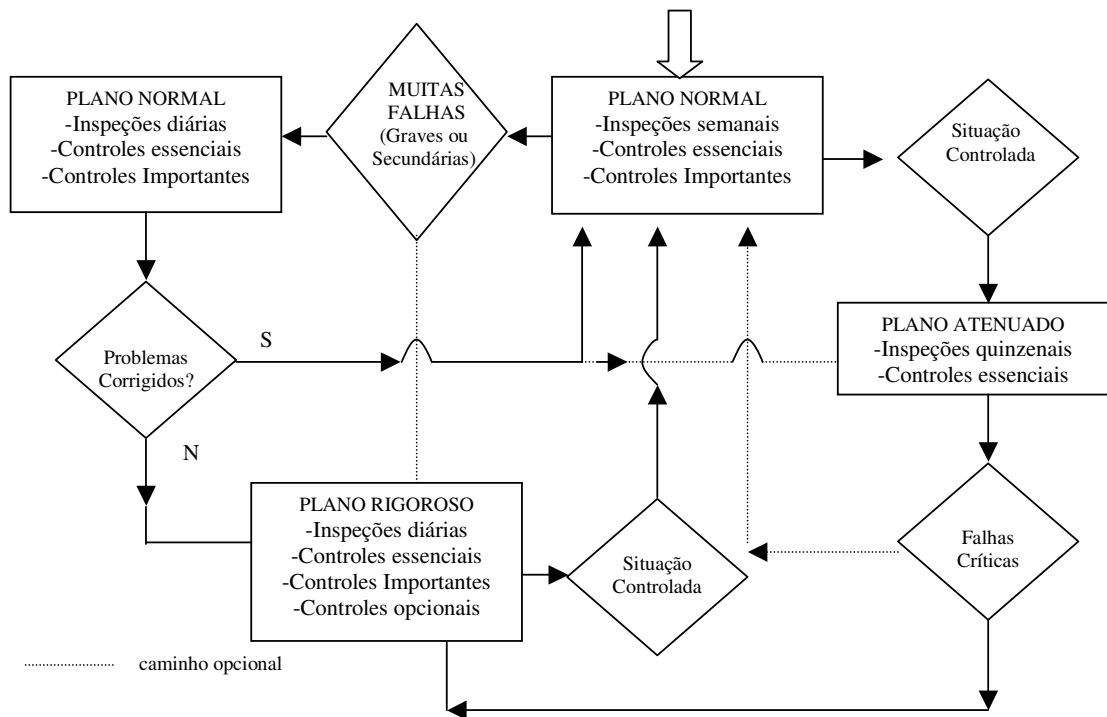 PLANO NORMAL
-Inspeções diárias
-Controles essenciais
-Controles Importantes
MUITAS
FALHAS
(Graves ou
Secundárias)
PLANO NORMAL
-Inspeções semanais
-Controles essenciais
-Controles Importantes
Situação
Controlada
Problemas
Corrigidos?
S
N
PLANO ATENUADO
-Inspeções quinzenais
-Controles essenciais
PLANO RIGOROSO
-Inspeções diárias
-Controles essenciais
-Controles Importantes
-Controles opcionais
Situação
Controlada
Falhas
Críticas
caminho opcional